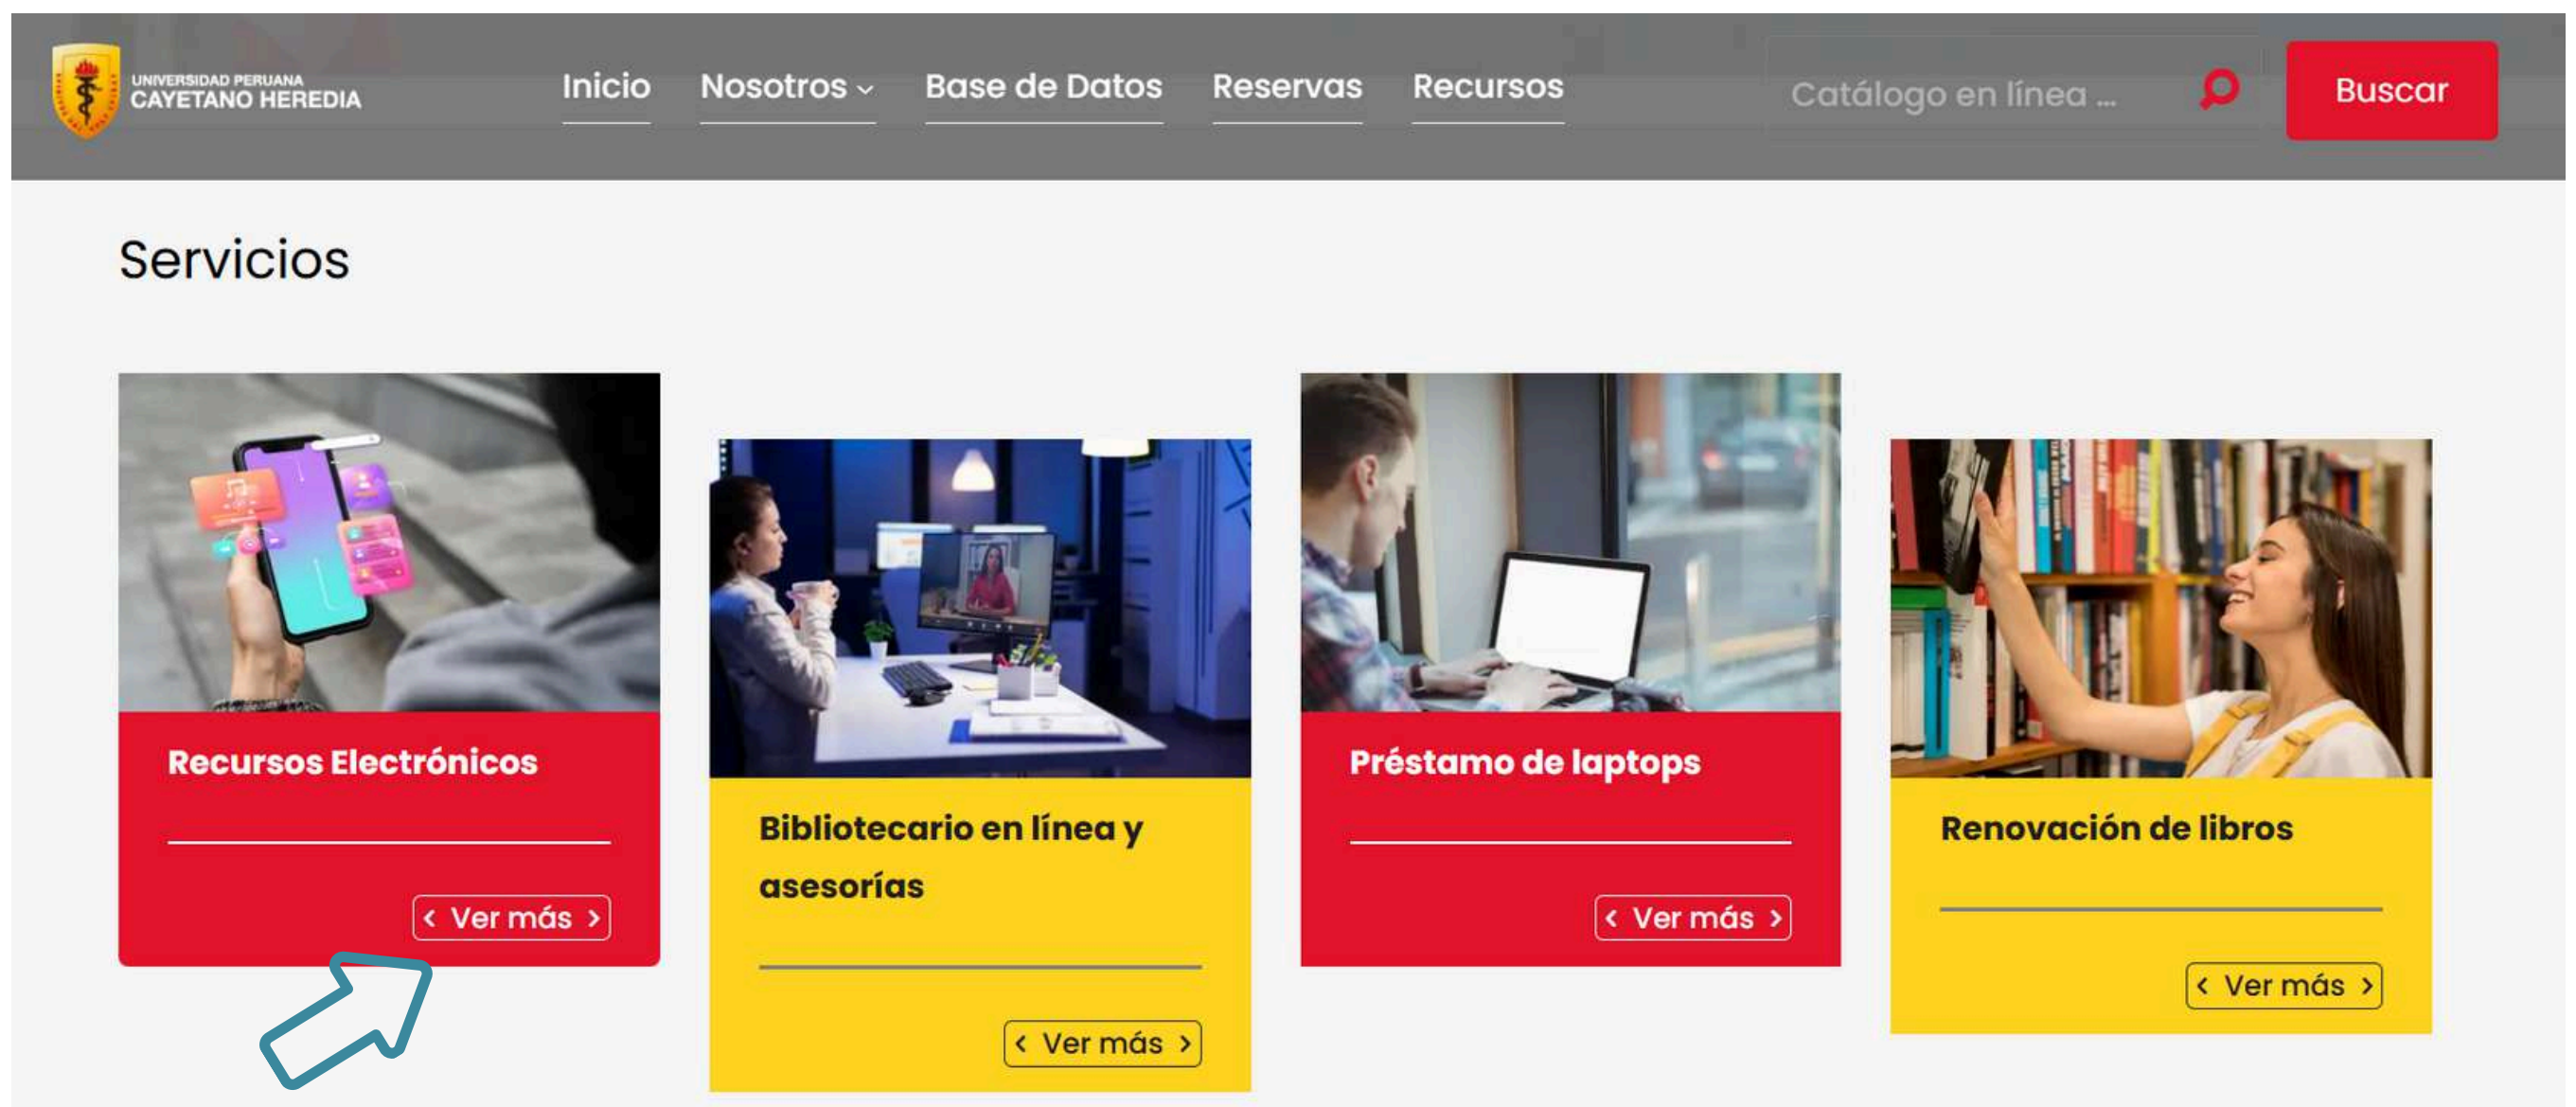 UNIVERSIDAD PERUANA
CAYETANO HEREDIA
Inicio
Nosotros
Base de Datos
Reservas
Recursos
Catálogo en línea ...
Buscar
Servicios
Recursos Electrónicos
‹ Ver más ›
Bibliotecario en línea y
asesorías
‹ Ver más ›
Préstamo de laptops
‹ Ver más ›
Renovación de libros
‹ Ver más ›